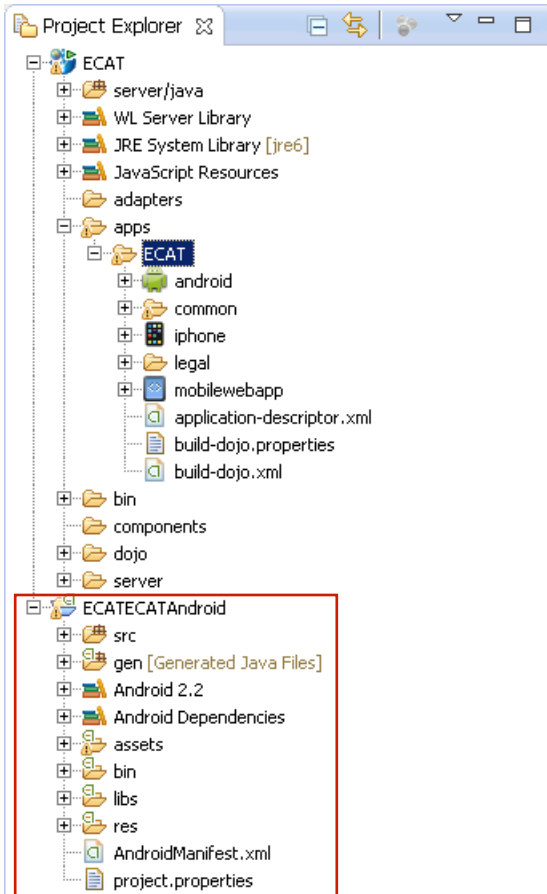 Project Explorer
ECAT
server/java
WL Server Library
JRE System Library [jre6]
JavaScript Resources
adapters
apps
ECAT
android
common
iphone
legal
mobilewebapp
application-descriptor.xml
build-dojo.properties
build-dojo.xml
bin
components
dojo
server
ECATECATAndroid
src
gen [Generated Java Files]
Android 2.2
Android Dependencies
assets
bin
libs
res
AndroidManifest.xml
project.properties